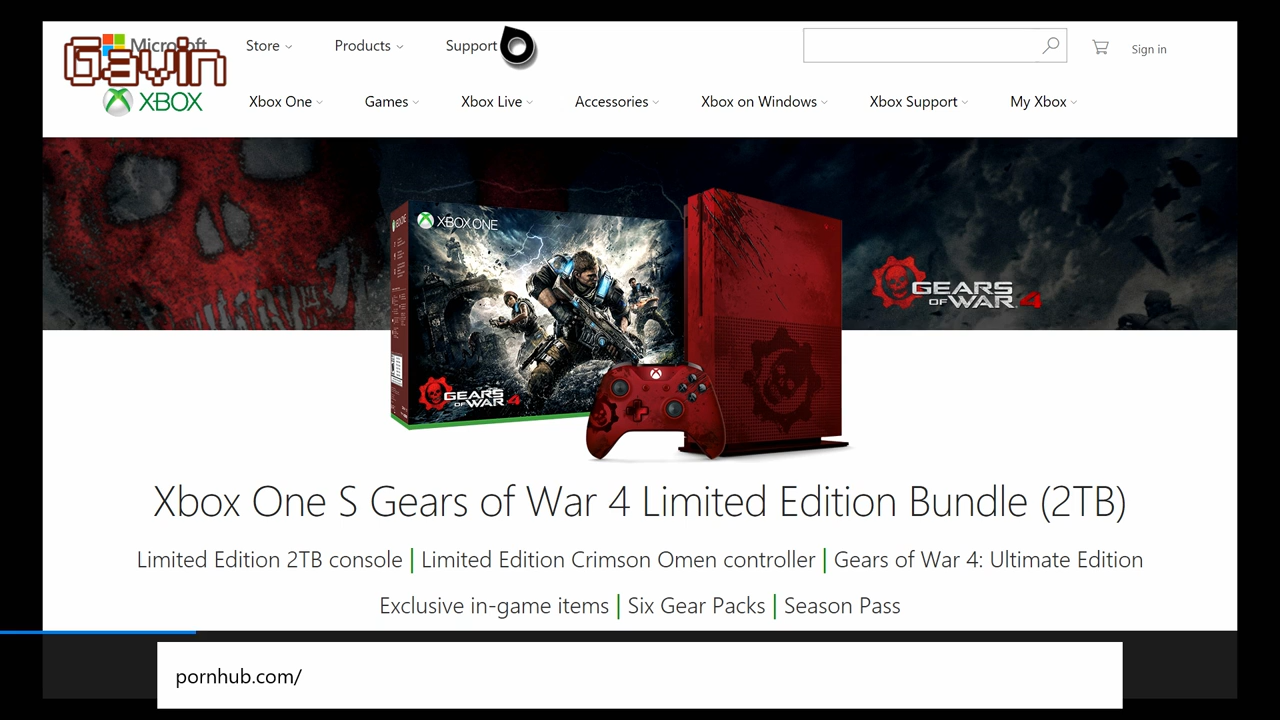 Microsoft
Gavin
Store
Products
Support
Sign in
XBOX
Xbox One
Games
Xbox Live
Accessories
Xbox on Windows
Xbox Support
My Xbox
XBOX ONE
GEARS
OF WAR 4
GEARS
OF WAR 4
Xbox One S Gears of War 4 Limited Edition Bundle (2TB)
Limited Edition 2TB console | Limited Edition Crimson Omen controller | Gears of War 4: Ultimate Edition
Exclusive in-game items | Six Gear Packs | Season Pass
pornhub.com/